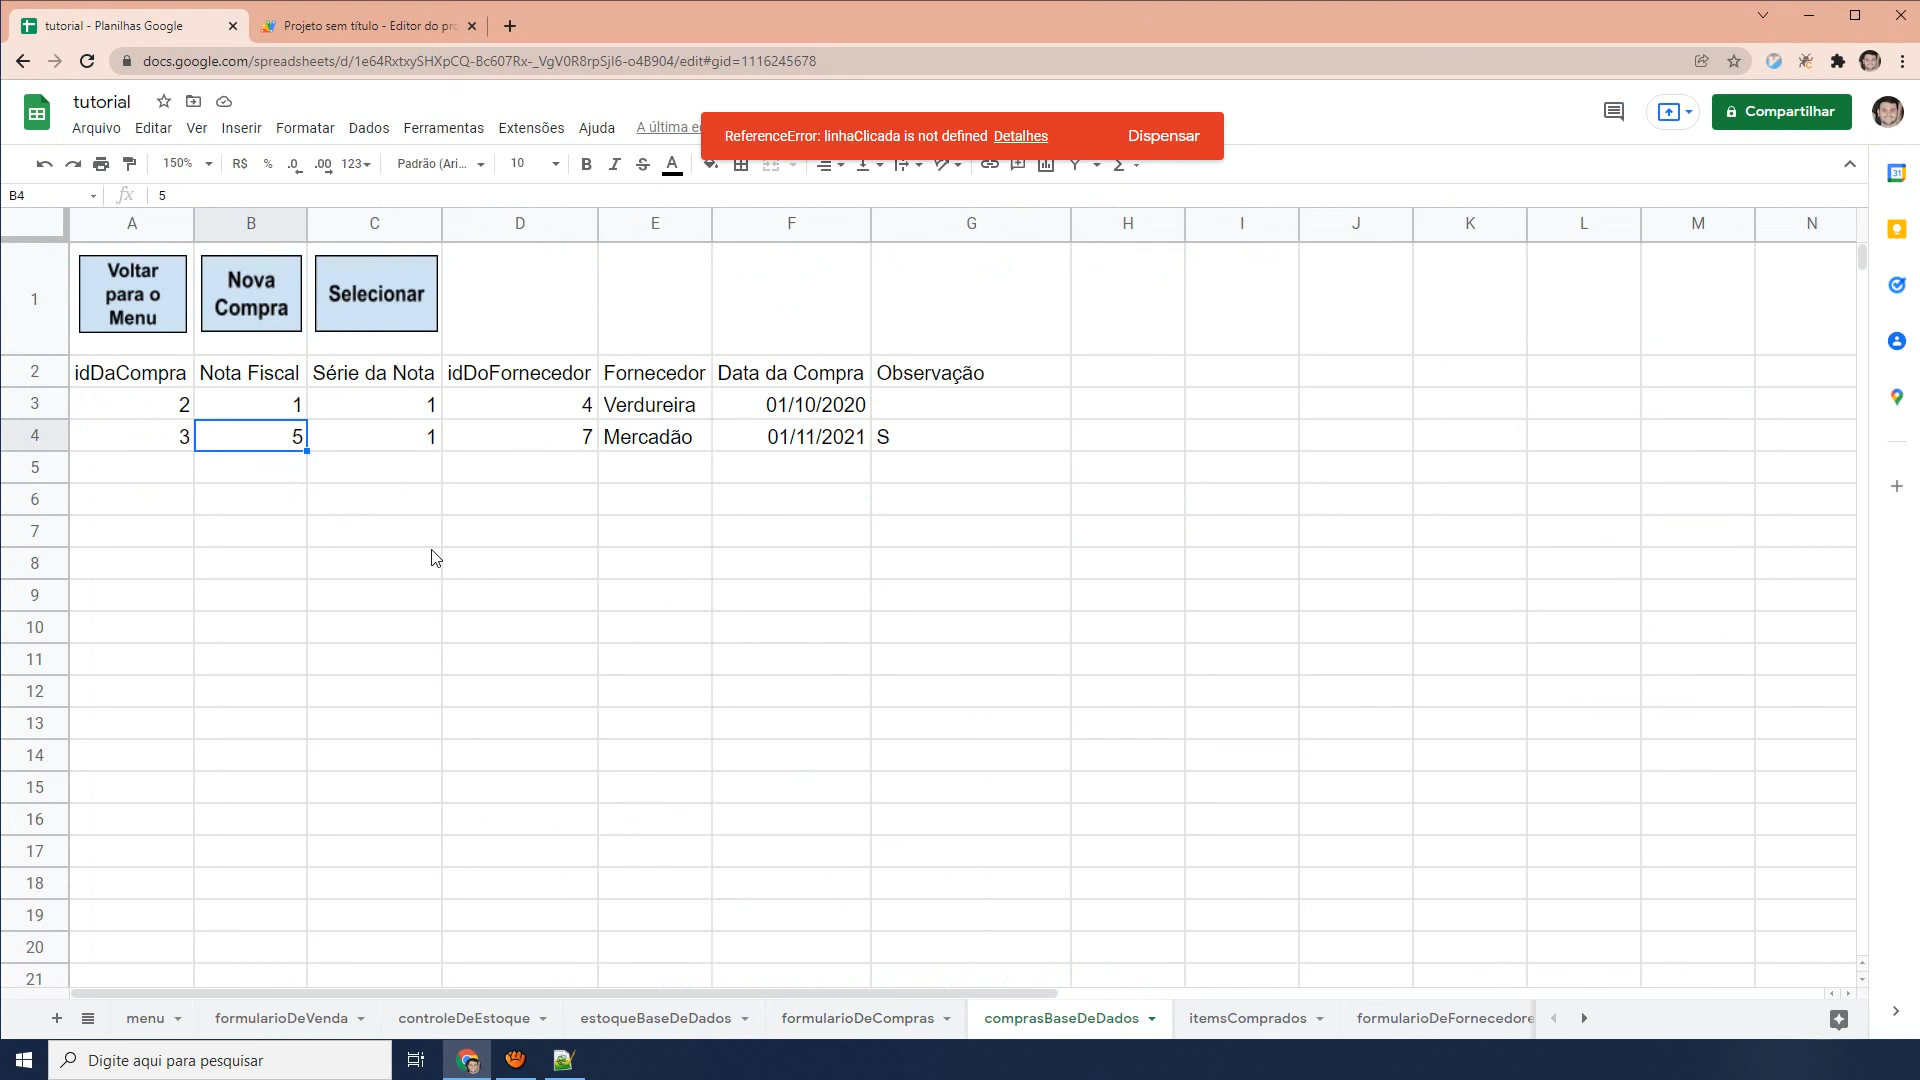 tutorial - Planilhas Google
Projeto sem título - Editor do pro
docs.google.com/spreadsheets/d/1e64RxtxySHXpCQ-Bc607Rx-_VgV0R8rpSjI6-o4B904/edit#gid=1116245678
tutorial
Arquivo Editar Ver Inserir Formatar Dados Ferramentas Extensões Ajuda A última e
ReferenceError: linhaClicada is not defined Detalhes Dispensar
Compartilhar
150% R$ % .0 .00 123 Padrão (Ari... 10 B I S A
B4 fx 5
A B C D E F G H I J K L M N
1
Voltar
para o
Menu
Nova
Compra
Selecionar
2 idDaCompra Nota Fiscal Série da Nota idDoFornecedor Fornecedor Data da Compra Observação
3 2 1 1 4 Verdureira 01/10/2020
4 3 5 1 7 Mercadão 01/11/2021 S
5
6
7
8
9
10
11
12
13
14
15
16
17
18
19
20
21
menu formularioDeVenda controleDeEstoque estoqueBaseDeDados formularioDeCompras comprasBaseDeDados itemsComprados formularioDeFornecedore
Digite aqui para pesquisar
31